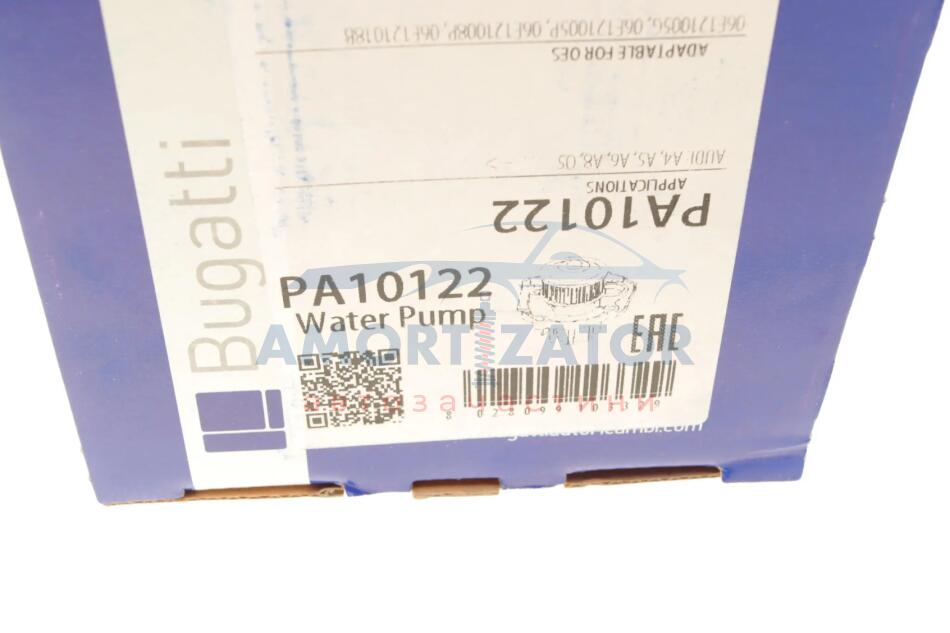 06E121005G, 06E121005P, 06E121008P, 06E121018B
ADAPTABLE FOR OES
AUDI: A4, A5, A6, A8, Q5
APPLICATIONS
PA10122
Bugatti
PA10122
Water Pump
EAC
AMORTIZATOR